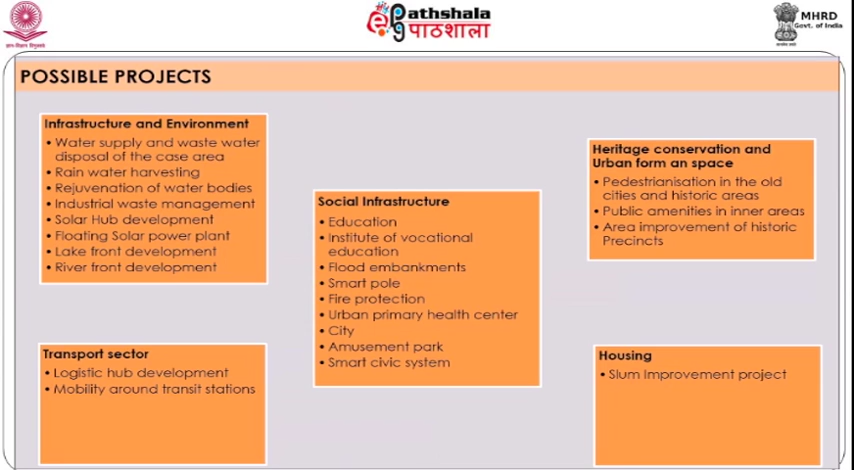 ज्ञान-विज्ञान विमुक्तये
ePathshala
पाठशाला
MHRD
Govt. of India
POSSIBLE PROJECTS
Infrastructure and Environment
• Water supply and waste water
disposal of the case area
• Rain water harvesting
• Rejuvenation of water bodies
• Industrial waste management
• Solar Hub development
• Floating Solar power plant
• Lake front development
• River front development
Social Infrastructure
• Education
• Institute of vocational
education
• Flood embankments
• Smart pole
• Fire protection
• Urban primary health center
• City
• Amusement park
• Smart civic system
Heritage conservation and
Urban form an space
• Pedestrianisation in the old
cities and historic areas
• Public amenities in inner areas
• Area improvement of historic
Precincts
Transport sector
• Logistic hub development
• Mobility around transit stations
Housing
• Slum Improvement project